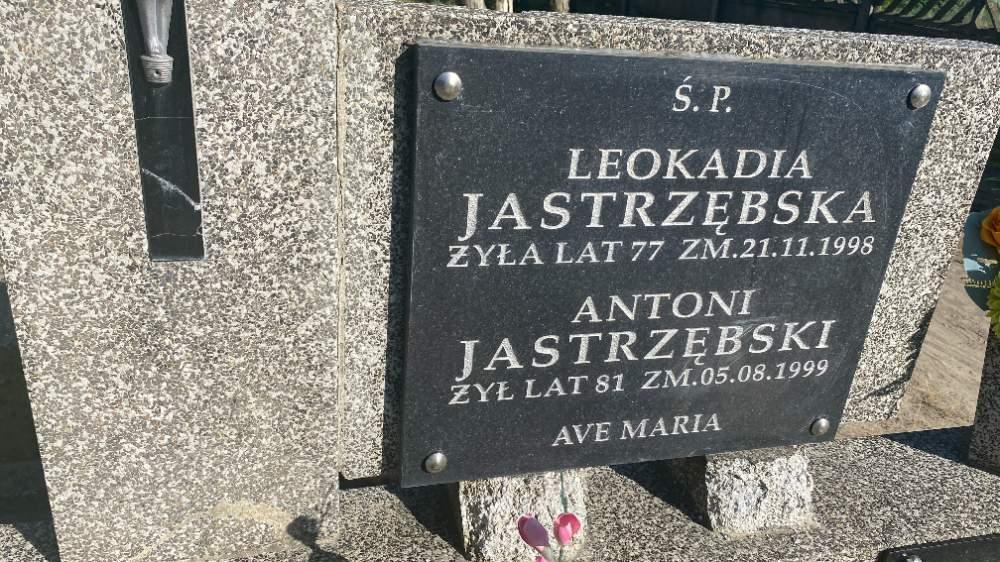 Ś. P.
LEOKADIA
JASTRZĘBSKA
ŻYŁA LAT 77 ZM.21.11.1998
ANTONI
JASTRZĘBSKI
ŻYŁ LAT 81 ZM.05.08.1999
AVE MARIA